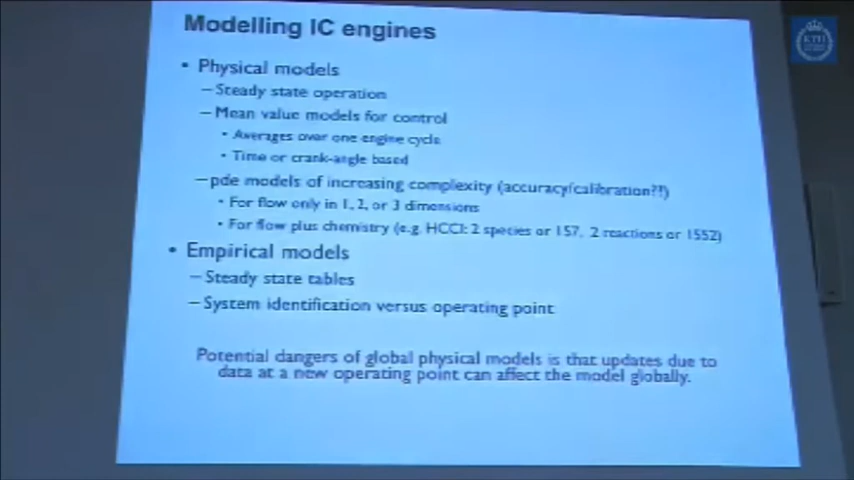 Modelling IC engines
• Physical models
– Steady state operation
– Mean value models for control
• Averages over one engine cycle
• Time or crank-angle based
– pde models of increasing complexity (accuracy/calibration?!)
• For flow only in 1, 2, or 3 dimensions
• For flow plus chemistry (e.g. HCCI: 2 species or 157, 2 reactions or 1552)
• Empirical models
– Steady state tables
– System identification versus operating point
Potential dangers of global physical models is that updates due to
data at a new operating point can affect the model globally.
KTH